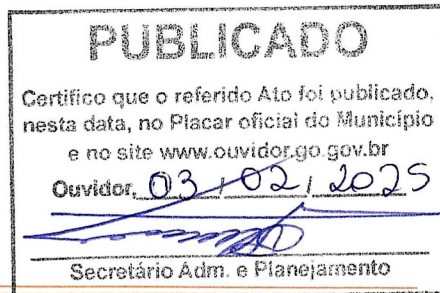 PUBLICADO
Certifico que o referido Ato foi publicado,
nesta data, no Placar oficial do Município
e no site www.ouvidor.go.gov.br
Ouvidor, 03 / 02 / 2025
Secretário Adm. e Planejamento